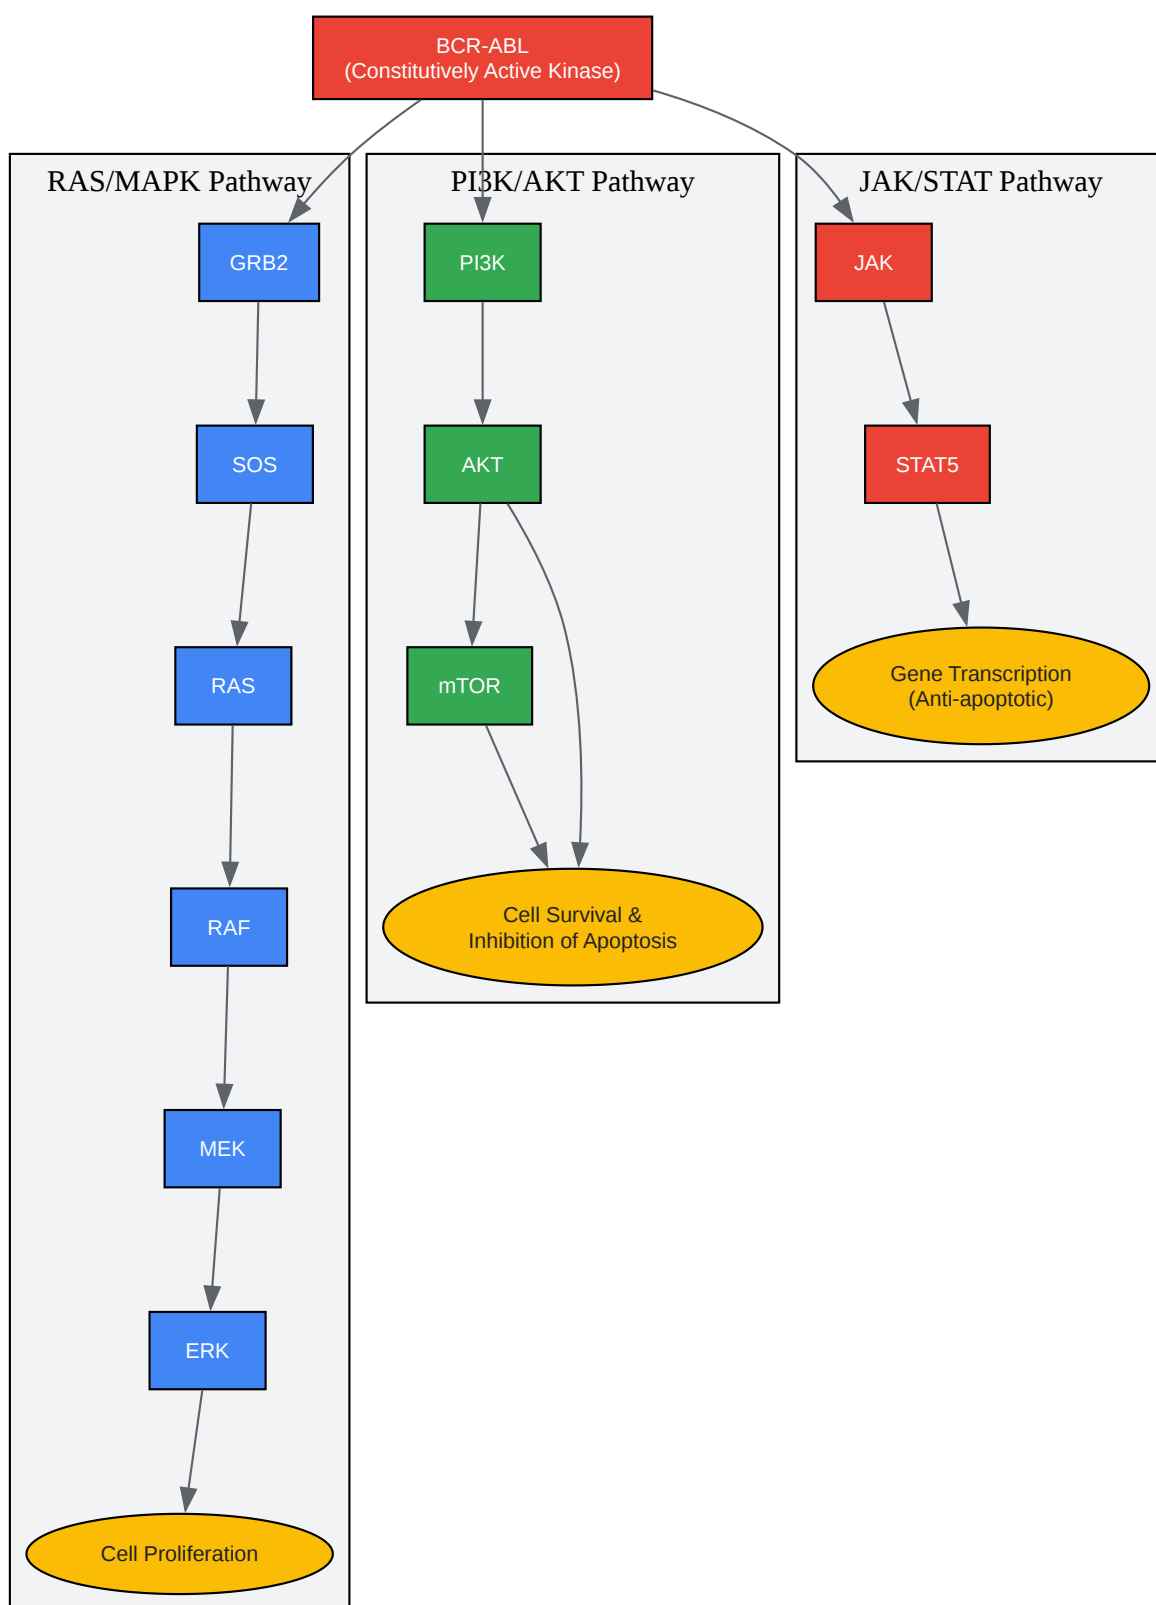 BCR-ABL
(Constitutively Active Kinase)
RAS/MAPK Pathway
GRB2
SOS
RAS
RAF
MEK
ERK
Cell Proliferation
PI3K/AKT Pathway
PI3K
AKT
mTOR
Cell Survival &
Inhibition of Apoptosis
JAK/STAT Pathway
JAK
STAT5
Gene Transcription
(Anti-apoptotic)